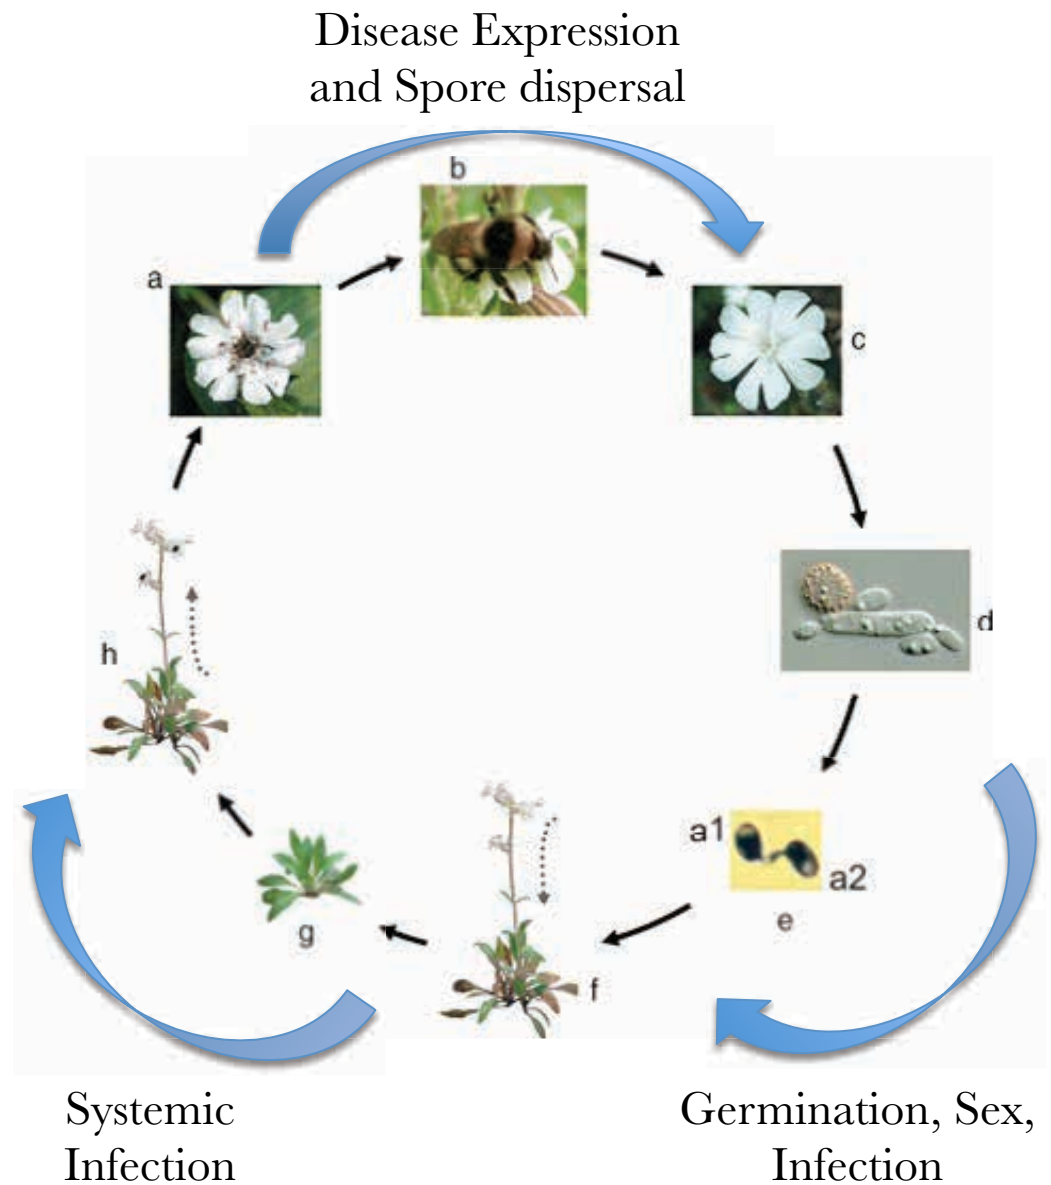 Disease Expression
and Spore dispersal
b
a
c
d
h
a1
a2
e
g
f
Systemic
Infection
Germination, Sex,
Infection